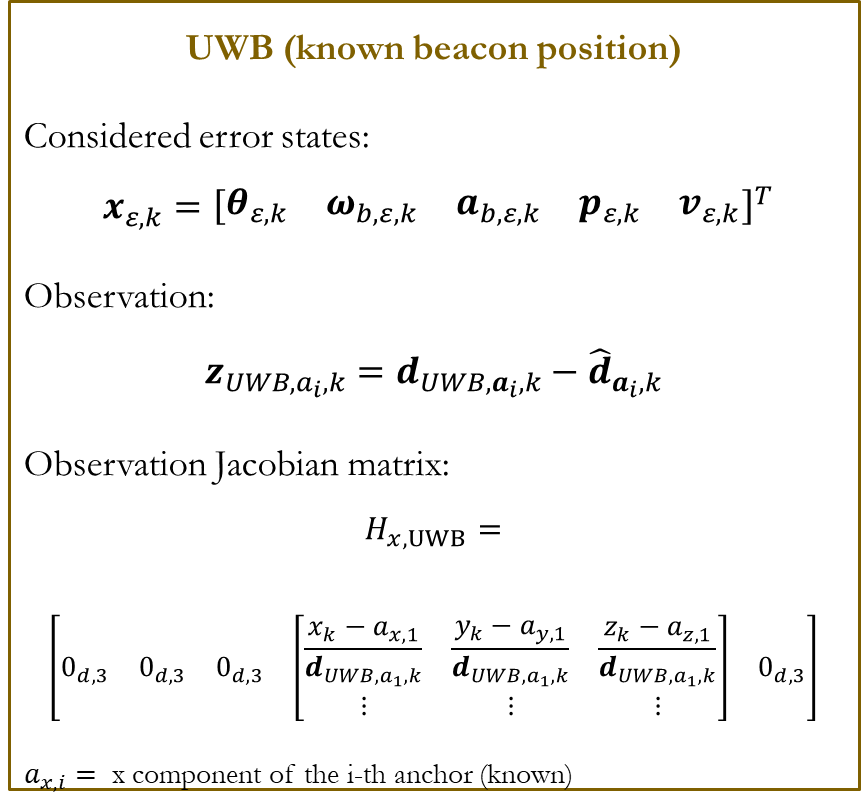 UWB (known beacon position)
Considered error states:
𝒙_{ε,k} = [𝜽_{ε,k} 𝝎_{b,ε,k} 𝒂_{b,ε,k} 𝒑_{ε,k} 𝒗_{ε,k}]^T
Observation:
𝒛_{UWB,a_i,k} = 𝒅_{UWB,𝒂_i,k} − 𝒅̂_{𝒂_i,k}
Observation Jacobian matrix:
H_{x,UWB} =
[0_{d,3} 0_{d,3} 0_{d,3} [(x_k − a_{x,1})/𝒅_{UWB,a_1,k} (y_k − a_{y,1})/𝒅_{UWB,a_1,k} (z_k − a_{z,1})/𝒅_{UWB,a_1,k}] 0_{d,3}]
⋮ ⋮ ⋮
a_{x,i} = x component of the i-th anchor (known)